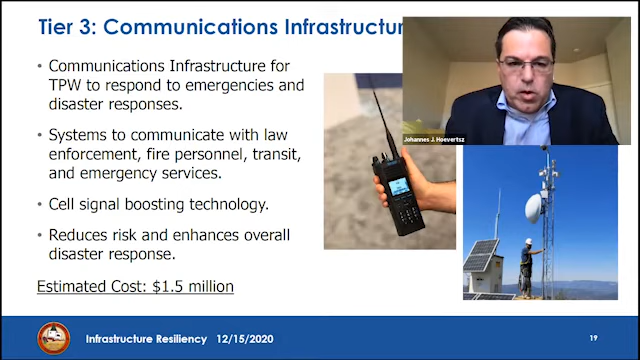 Tier 3: Communications Infrastructur
• Communications Infrastructure for
TPW to respond to emergencies and
disaster responses.
• Systems to communicate with law
enforcement, fire personnel, transit,
and emergency services.
• Cell signal boosting technology.
• Reduces risk and enhances overall
disaster response.
Estimated Cost: $1.5 million
Johannes J. Hoevertsz
Infrastructure Resiliency 12/15/2020
19